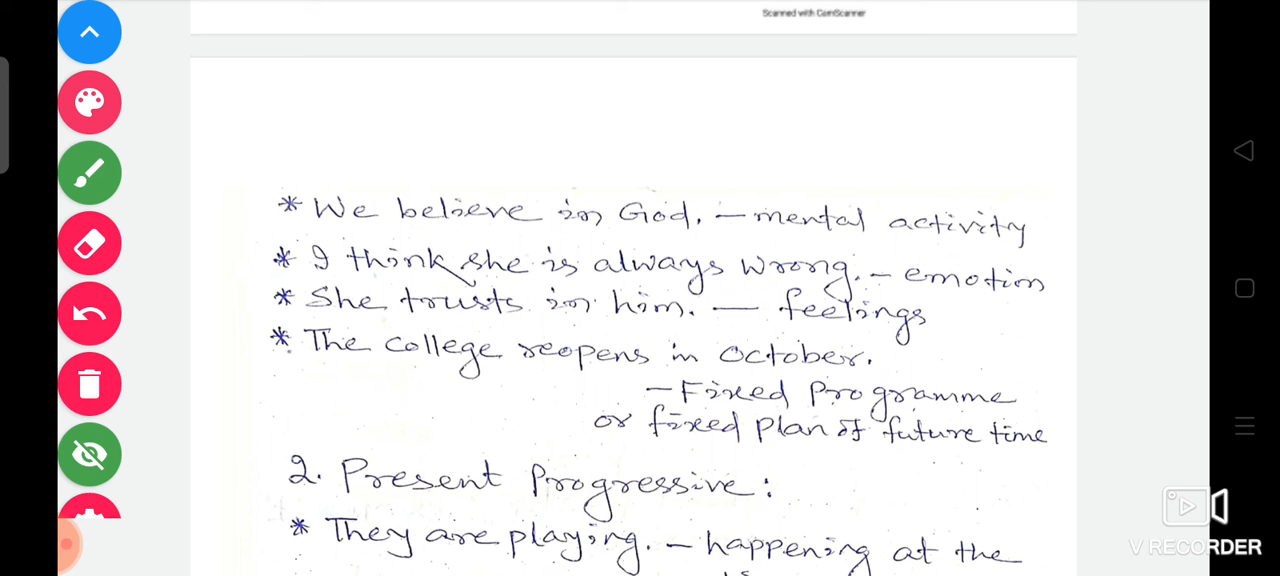 Scanned with CamScanner
* We believe in God. — mental activity
* I think she is always wrong. — emotion
* She trusts in him. — feelings
* The college reopens in October.
— Fixed Programme
or fixed plan of future time
2. Present Progressive:
* They are playing. — happening at the
V RECORDER